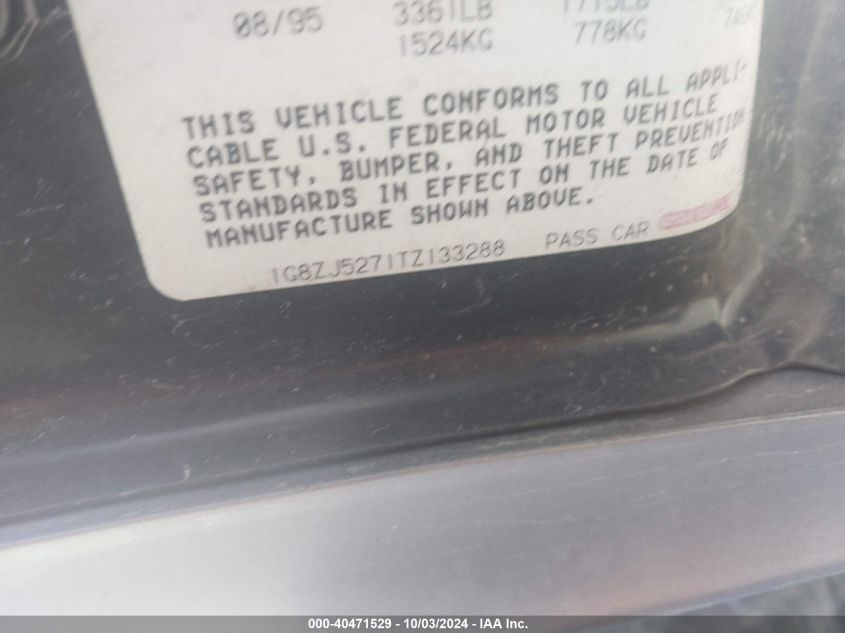 08/95 3361LB 1715LB
1524KG 778KG
THIS VEHICLE CONFORMS TO ALL APPLI-
CABLE U.S. FEDERAL MOTOR VEHICLE
SAFETY, BUMPER, AND THEFT PREVENTION
STANDARDS IN EFFECT ON THE DATE OF
MANUFACTURE SHOWN ABOVE.
1G8ZJ5271TZ133288 PASS CAR
000-40471529 - 10/03/2024 - IAA Inc.